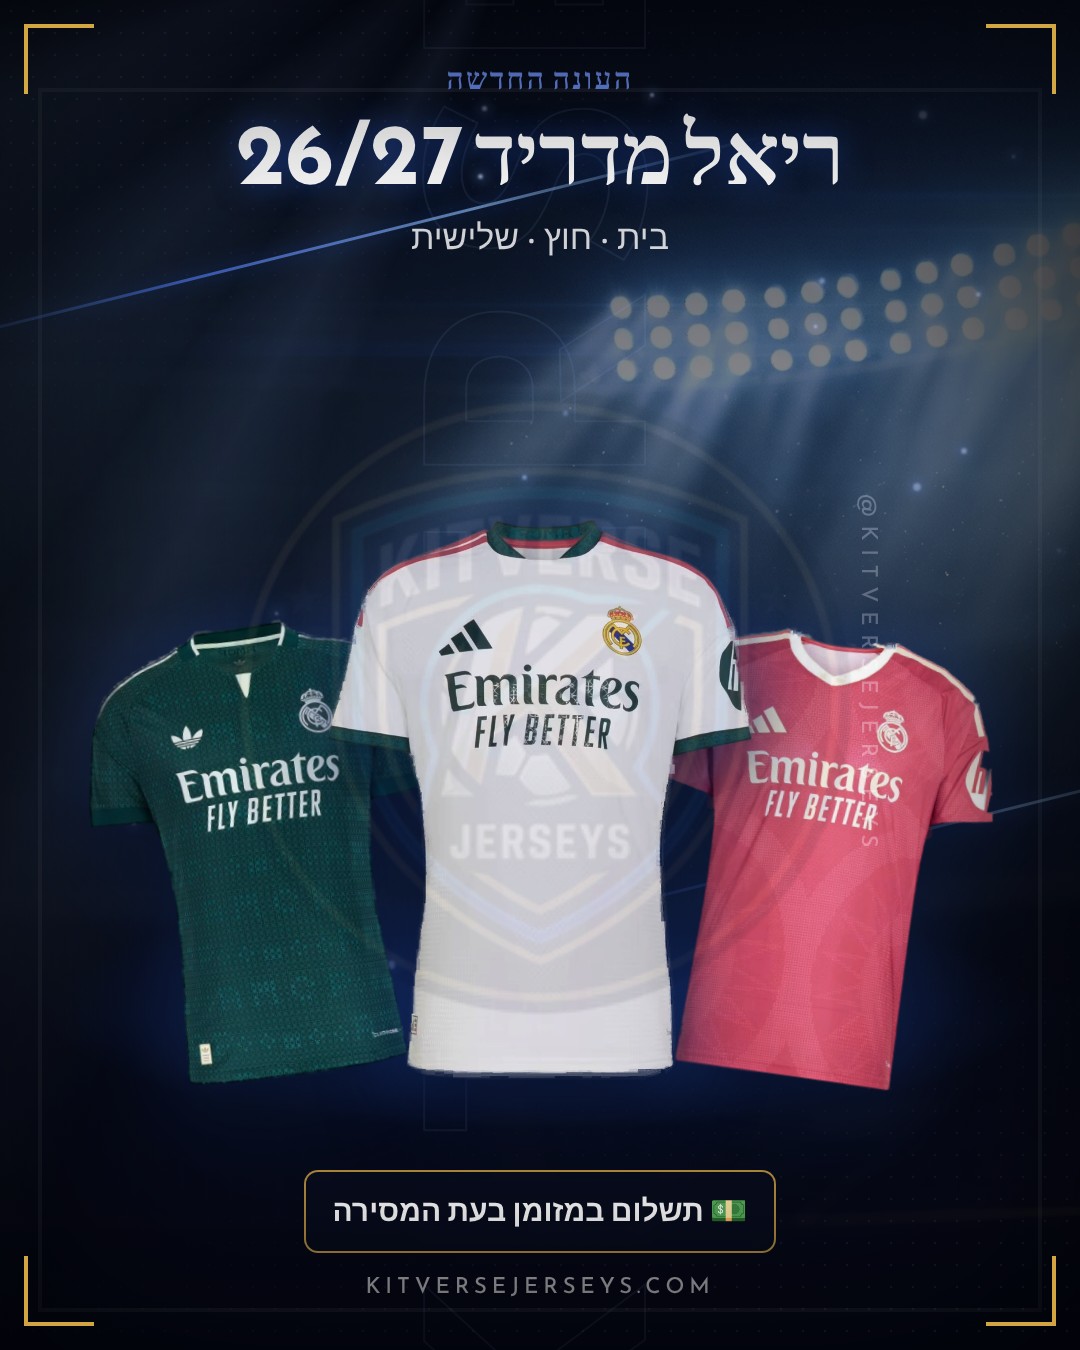 העונה החדשה
ריאל מדריד 26/27
בית · חוץ · שלישית
@KITVERSEJERSEYS
KITVERSE
JERSEYS
Emirates
FLY BETTER
Emirates
FLY BETTER
Emirates
FLY BETTER
💵 תשלום במזומן בעת המסירה
KITVERSEJERSEYS.COM